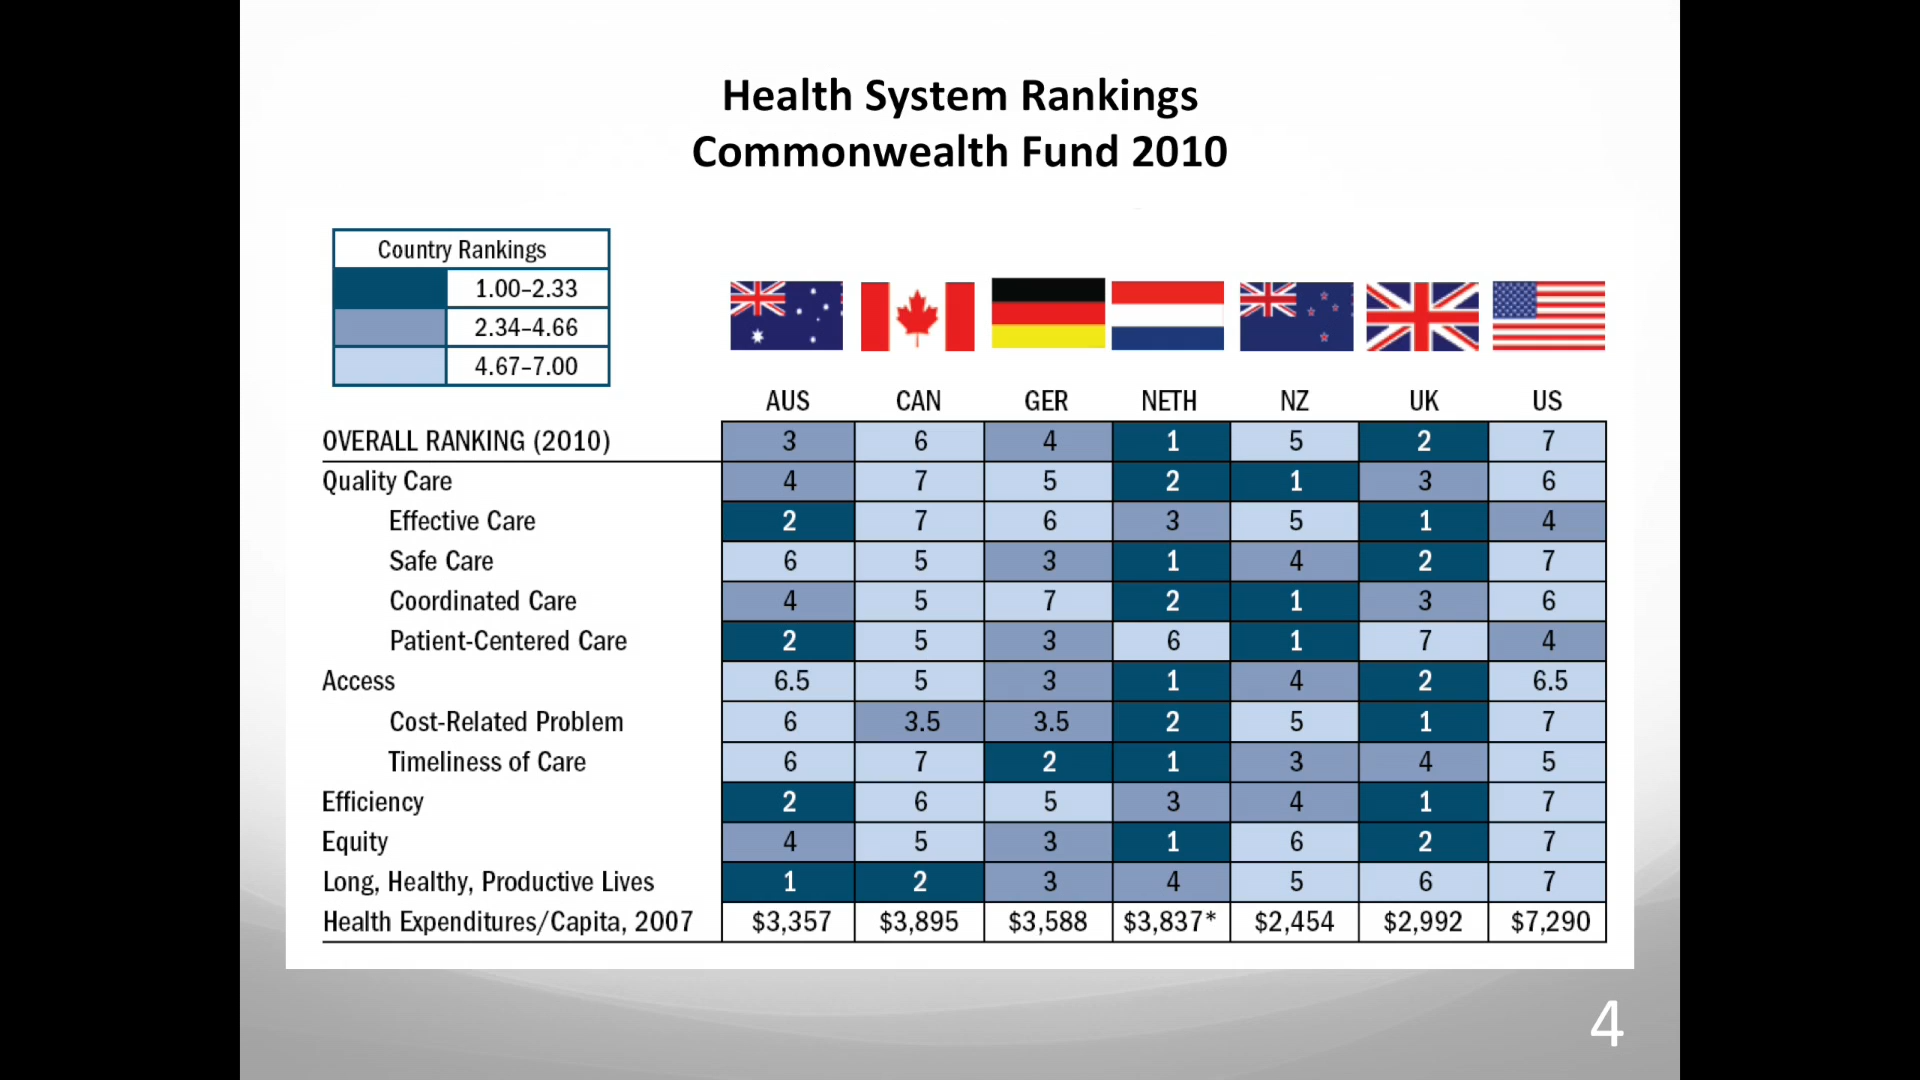 Health System Rankings
Commonwealth Fund 2010
Country Rankings
1.00–2.33
2.34–4.66
4.67–7.00
AUS CAN GER NETH NZ UK US
OVERALL RANKING (2010) 3 6 4 1 5 2 7
Quality Care 4 7 5 2 1 3 6
Effective Care 2 7 6 3 5 1 4
Safe Care 6 5 3 1 4 2 7
Coordinated Care 4 5 7 2 1 3 6
Patient-Centered Care 2 5 3 6 1 7 4
Access 6.5 5 3 1 4 2 6.5
Cost-Related Problem 6 3.5 3.5 2 5 1 7
Timeliness of Care 6 7 2 1 3 4 5
Efficiency 2 6 5 3 4 1 7
Equity 4 5 3 1 6 2 7
Long, Healthy, Productive Lives 1 2 3 4 5 6 7
Health Expenditures/Capita, 2007 $3,357 $3,895 $3,588 $3,837* $2,454 $2,992 $7,290
4